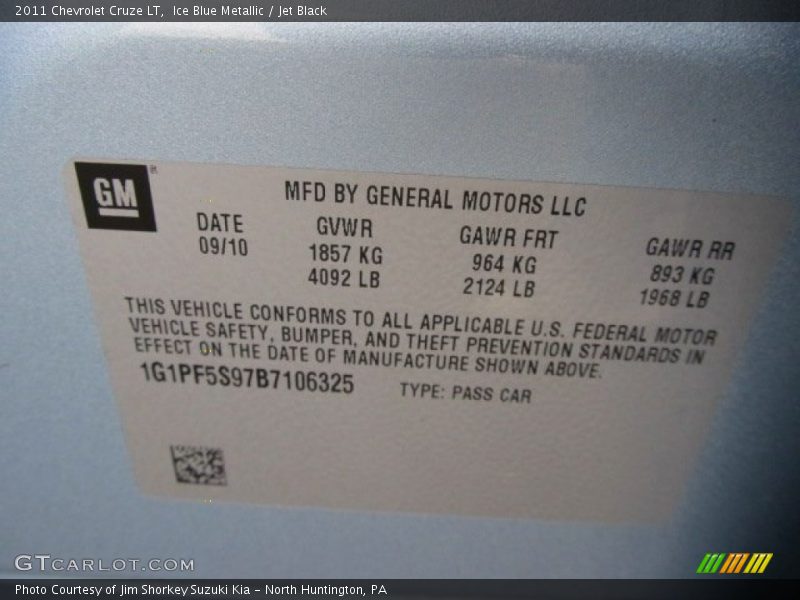 2011 Chevrolet Cruze LT,  Ice Blue Metallic / Jet Black
GM
MFD BY GENERAL MOTORS LLC
DATE GVWR GAWR FRT GAWR RR
09/10 1857 KG 964 KG 893 KG
4092 LB 2124 LB 1968 LB
THIS VEHICLE CONFORMS TO ALL APPLICABLE U.S. FEDERAL MOTOR
VEHICLE SAFETY, BUMPER, AND THEFT PREVENTION STANDARDS IN
EFFECT ON THE DATE OF MANUFACTURE SHOWN ABOVE.
1G1PF5S97B7106325 TYPE: PASS CAR
GTCARLOT.COM
Photo Courtesy of Jim Shorkey Suzuki Kia – North Huntington, PA